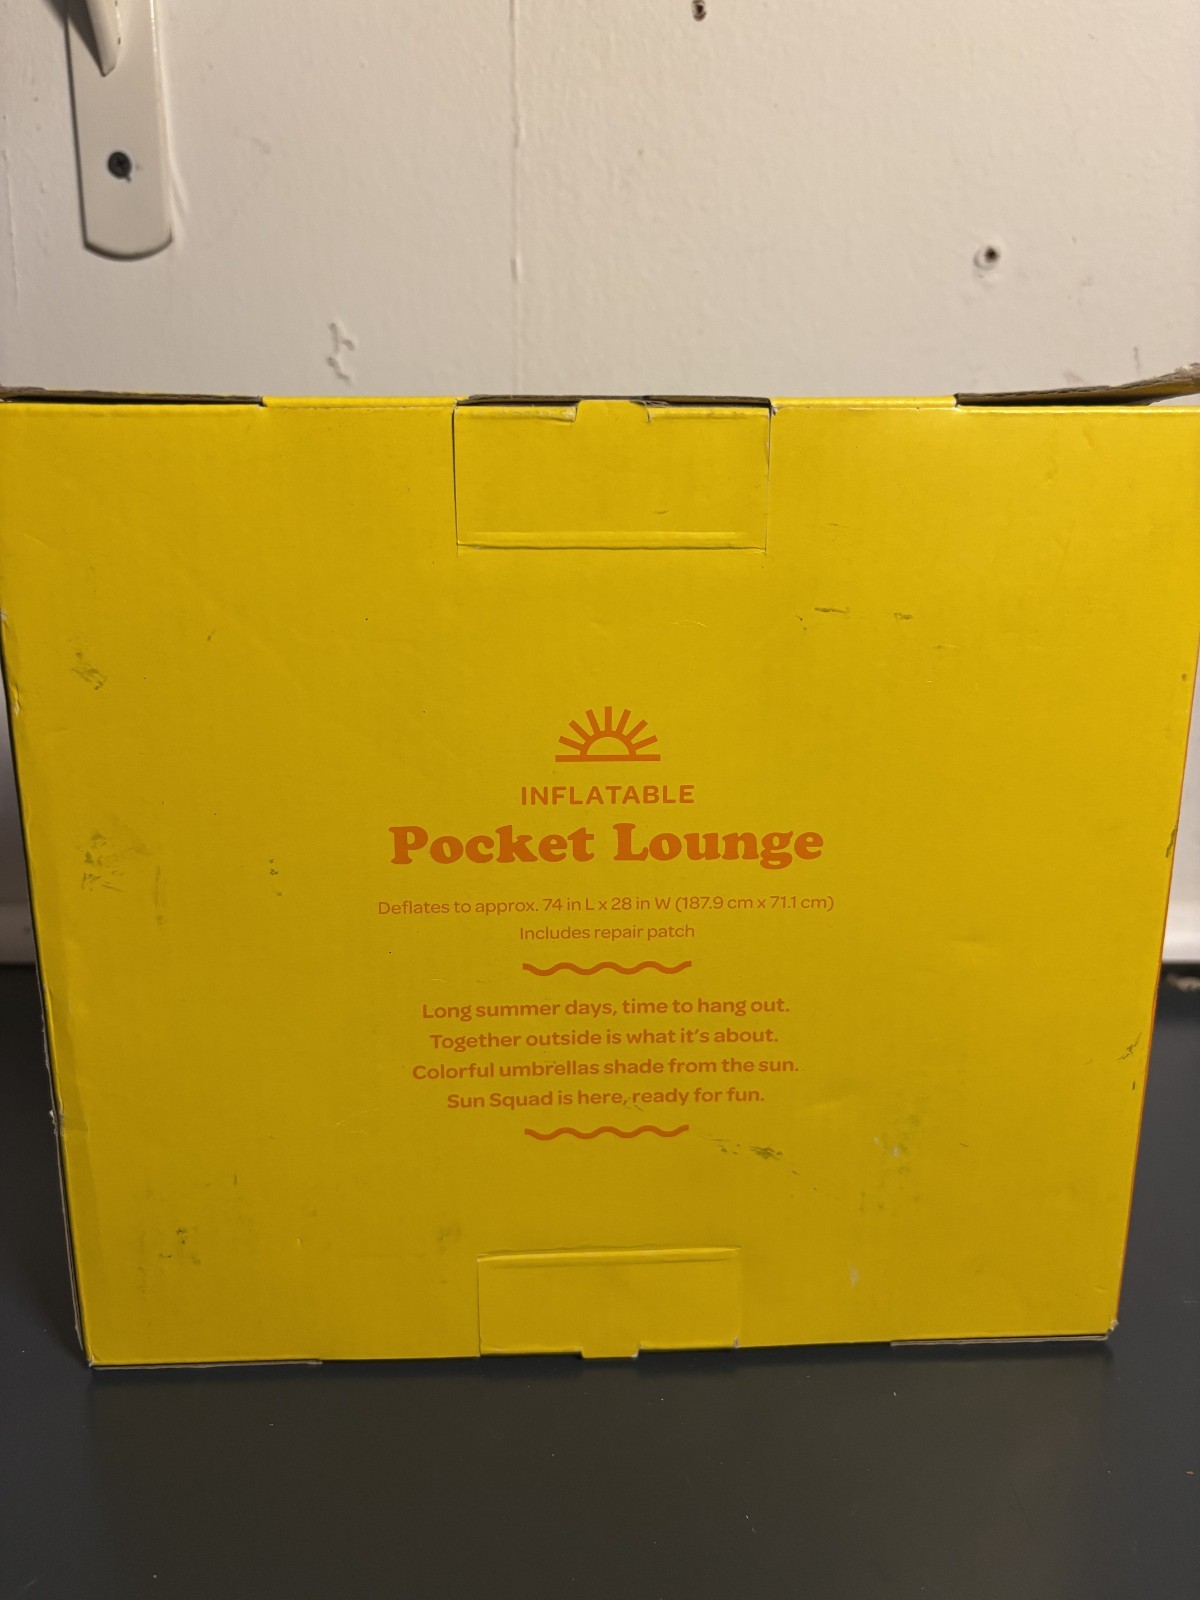 INFLATABLE
Pocket Lounge
Deflates to approx. 74 in L x 28 in W (187.9 cm x 71.1 cm)
Includes repair patch
Long summer days, time to hang out.
Together outside is what it's about.
Colorful umbrellas shade from the sun.
Sun Squad is here, ready for fun.